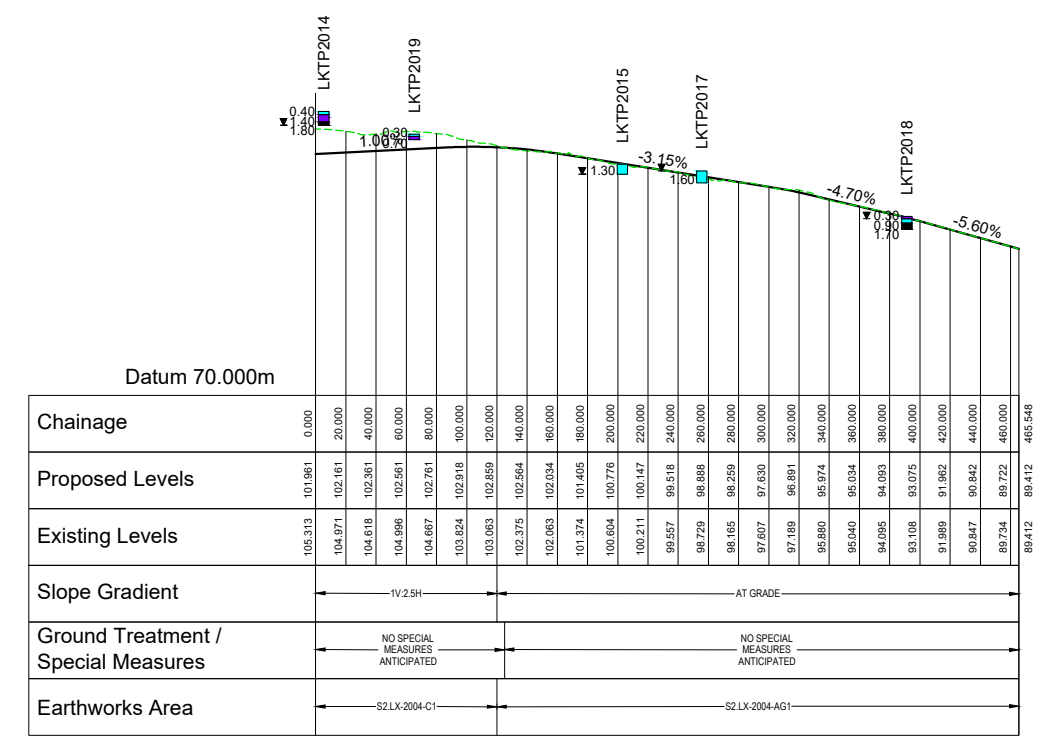 LKTP2014
LKTP2019
LKTP2015
LKTP2017
LKTP2018
0.40
1.40
1.80
0.30
0.70
1.00%
1.30
-3.15%
1.60
-4.70%
0.30
0.90
1.70
-5.60%
Datum 70.000m
Chainage 0.000 20.000 40.000 60.000 80.000 100.000 120.000 140.000 160.000 180.000 200.000 220.000 240.000 260.000 280.000 300.000 320.000 340.000 360.000 380.000 400.000 420.000 440.000 460.000 465.548
Proposed Levels 101.961 102.161 102.361 102.561 102.761 102.918 102.859 102.564 102.034 101.405 100.776 100.147 99.518 98.888 98.259 97.630 96.891 95.974 95.034 94.093 93.075 91.962 90.842 89.722 89.412
Existing Levels 105.313 104.971 104.618 104.996 104.667 103.824 103.063 102.375 102.063 101.374 100.604 100.211 99.557 98.729 98.165 97.607 97.189 95.880 95.040 94.095 93.108 91.989 90.847 89.734 89.412
Slope Gradient 1V:2.5H AT GRADE
Ground Treatment /
Special Measures
NO SPECIAL
MEASURES
ANTICIPATED
NO SPECIAL
MEASURES
ANTICIPATED
Earthworks Area S2.LX-2004-C1 S2.LX-2004-AG1